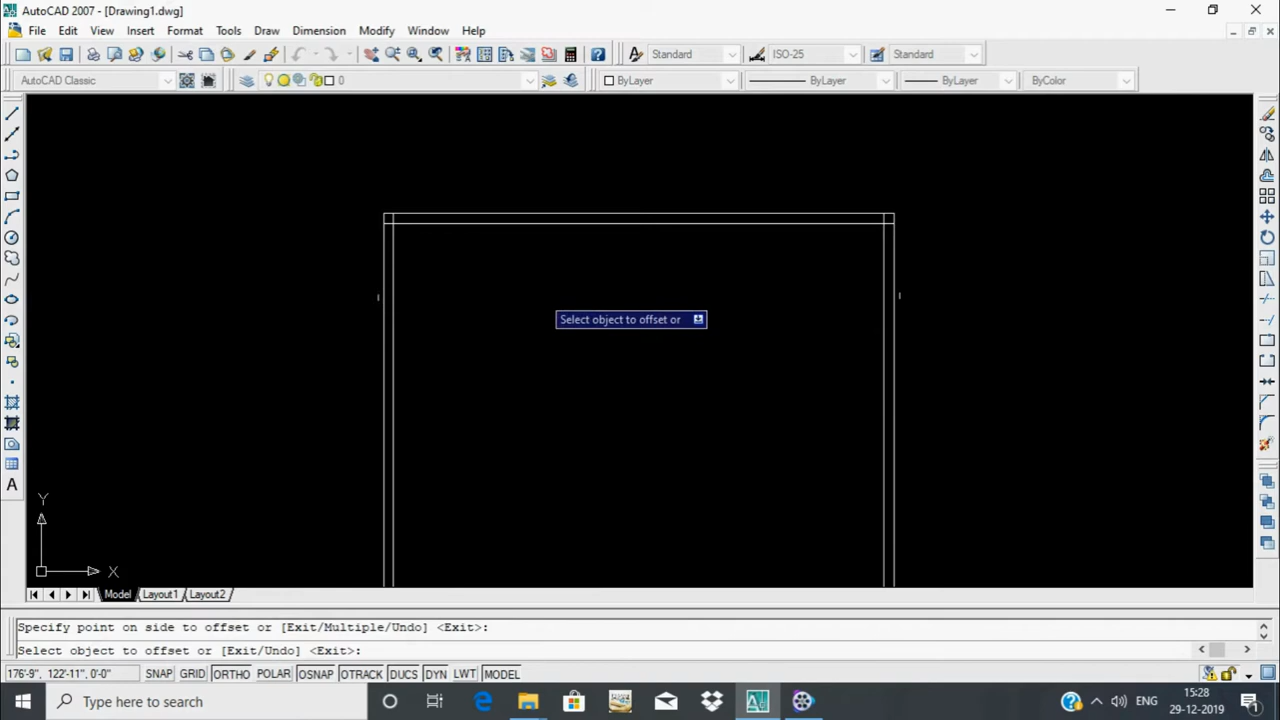 AutoCAD 2007 - [Drawing1.dwg]
File Edit View Insert Format Tools Draw Dimension Modify Window Help
Standard ISO-25 Standard
AutoCAD Classic 0 ByLayer ByLayer ByLayer ByColor
Select object to offset or
A
Y
X
Model Layout1 Layout2
Specify point on side to offset or [Exit/Multiple/Undo] <Exit>:
Select object to offset or [Exit/Undo] <Exit>:
176'-9", 122'-11", 0'-0" SNAP GRID ORTHO POLAR OSNAP OTRACK DUCS DYN LWT MODEL
Type here to search
ENG
15:28
29-12-2019
1